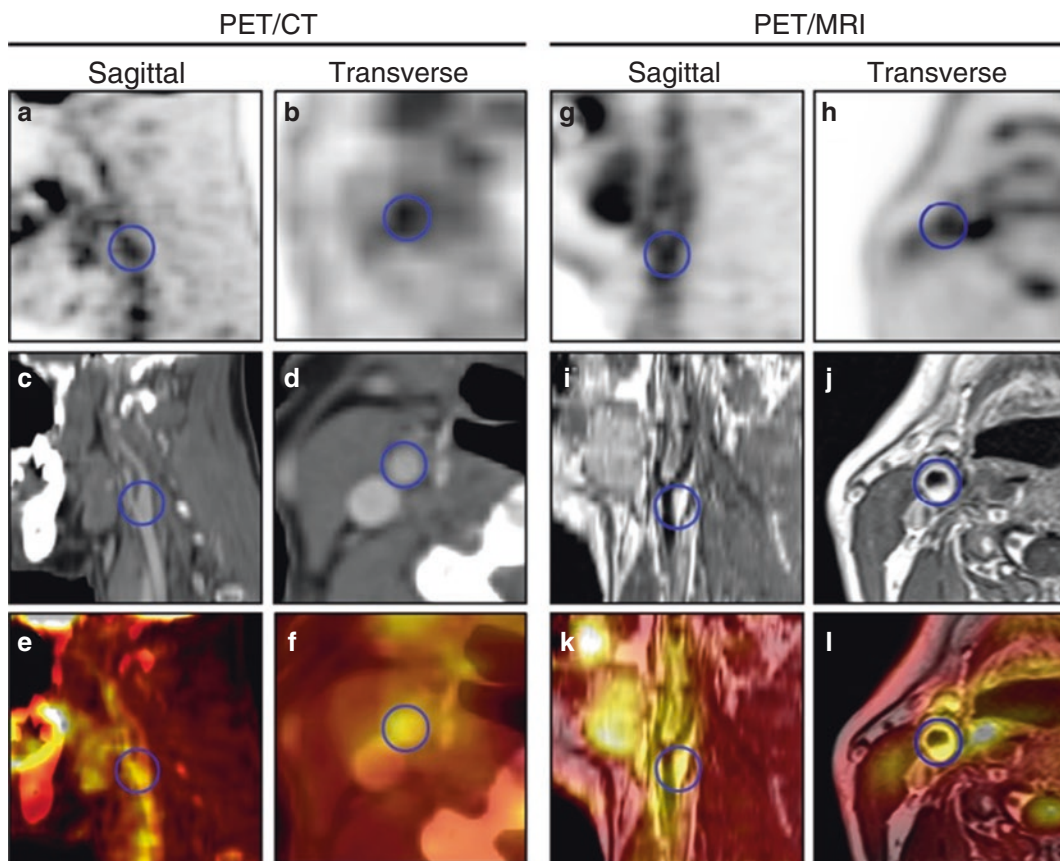 PET/CT PET/MRI
Sagittal Transverse Sagittal Transverse
a b g h
c d i j
e f k l